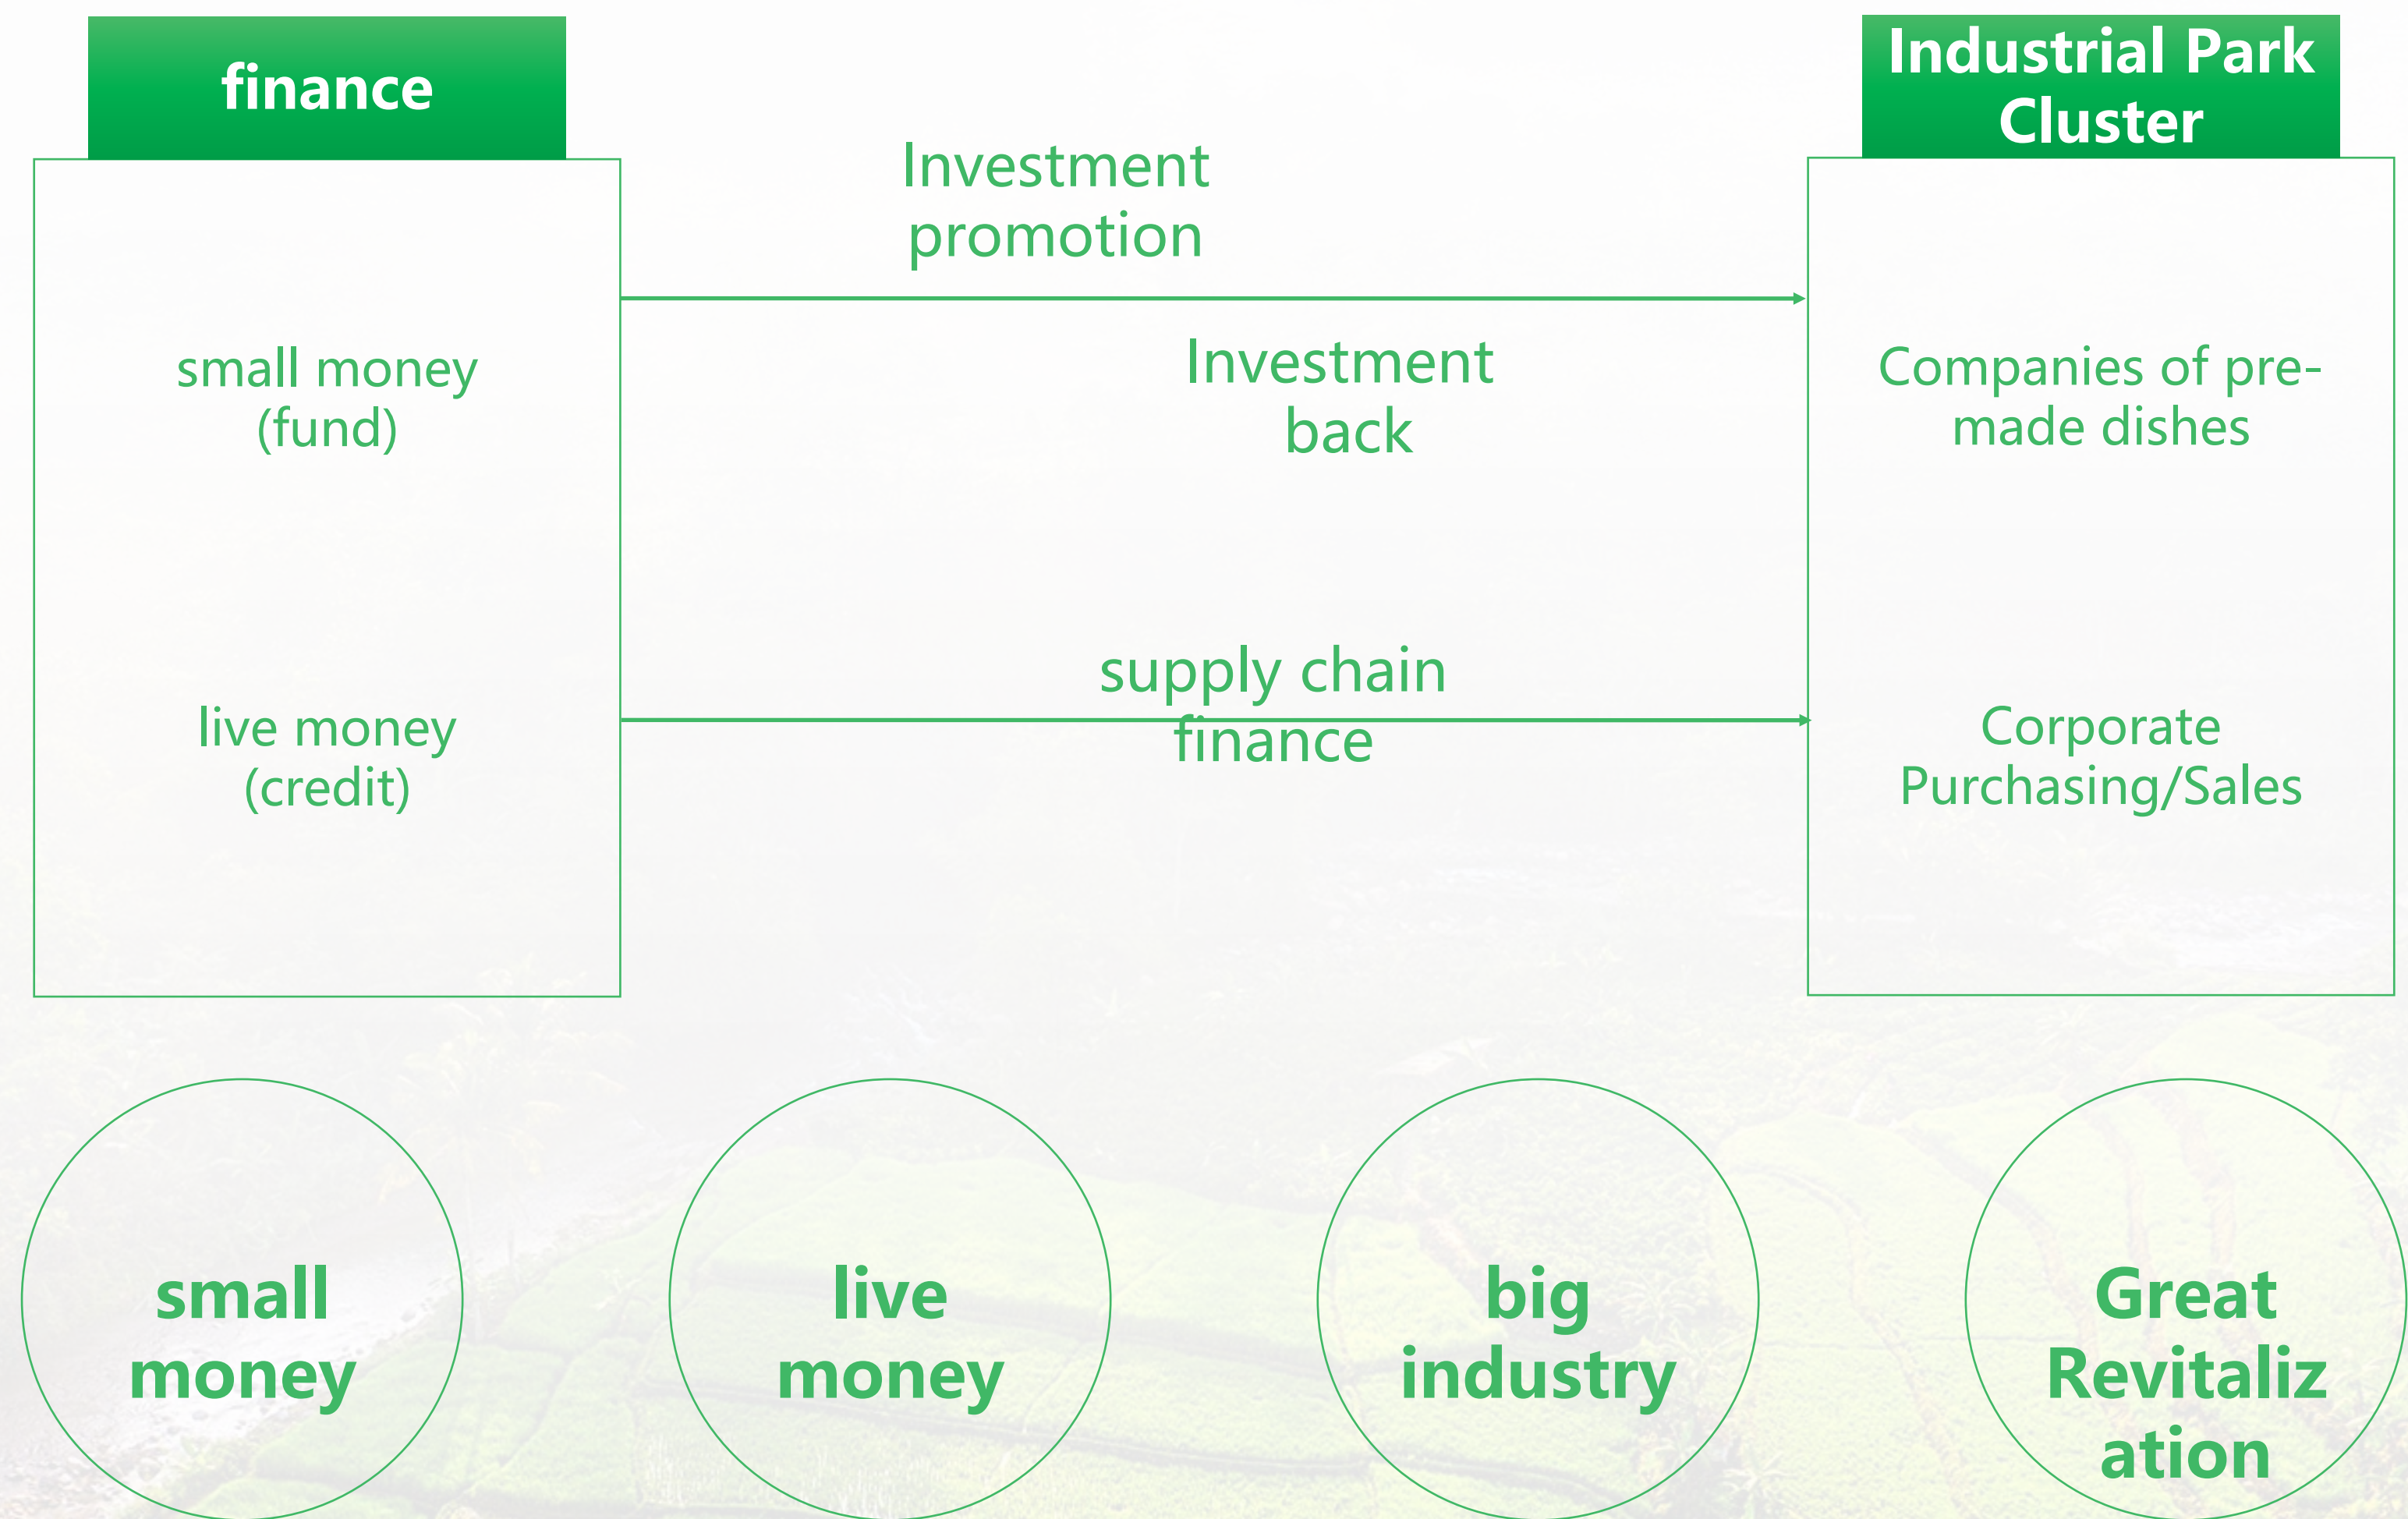 finance
Industrial Park
Cluster
Investment
promotion
small money
(fund)
Investment
back
Companies of pre-
made dishes
live money
(credit)
supply chain
finance
Corporate
Purchasing/Sales
small
money
live
money
big
industry
Great
Revitaliz
ation